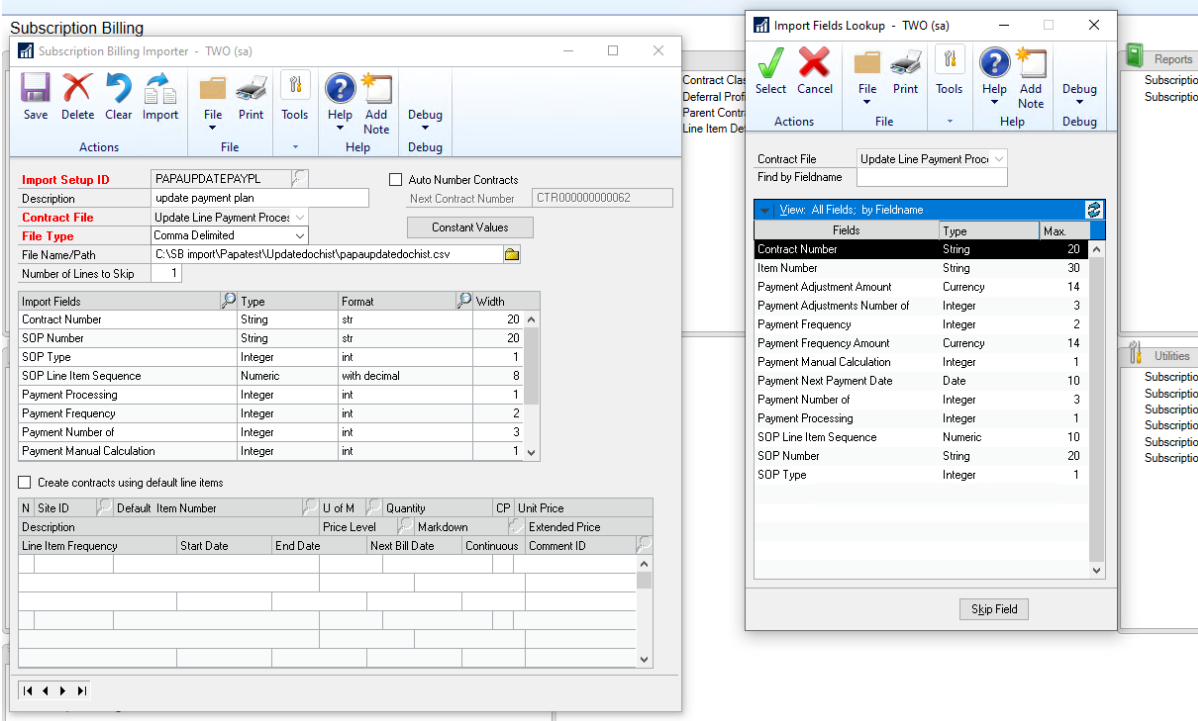 Subscription Billing
Subscription Billing Importer - TWO (sa)
Save Delete Clear Import File Print Tools Help Add Note Debug
Actions File Help Debug
Import Setup ID PAPAUPDATEPAYPL Auto Number Contracts
Description update payment plan Next Contract Number CTR000000000062
Contract File Update Line Payment Proces
File Type Comma Delimited Constant Values
File Name/Path C:\SB import\Papatest\Updatedochist\papaupdatedochist.csv
Number of Lines to Skip 1
Import Fields Type Format Width
Contract Number String str 20
SOP Number String str 20
SOP Type Integer int 1
SOP Line Item Sequence Numeric with decimal 8
Payment Processing Integer int 1
Payment Frequency Integer int 2
Payment Number of Integer int 3
Payment Manual Calculation Integer int 1
Create contracts using default line items
N Site ID Default Item Number U of M Quantity CP Unit Price
Description Price Level Markdown Extended Price
Line Item Frequency Start Date End Date Next Bill Date Continuous Comment ID
Contract Clas
Deferral Profi
Parent Contra
Line Item De
Import Fields Lookup - TWO (sa)
Select Cancel File Print Tools Help Add Note Debug
Actions File Help Debug
Contract File Update Line Payment Proc
Find by Fieldname
View: All Fields; by Fieldname
Fields Type Max.
Contract Number String 20
Item Number String 30
Payment Adjustment Amount Currency 14
Payment Adjustments Number of Integer 3
Payment Frequency Integer 2
Payment Frequency Amount Currency 14
Payment Manual Calculation Integer 1
Payment Next Payment Date Date 10
Payment Number of Integer 3
Payment Processing Integer 1
SOP Line Item Sequence Numeric 10
SOP Number String 20
SOP Type Integer 1
Skip Field
Reports
Subscriptio
Subscriptio
Utilities
Subscriptio
Subscriptio
Subscriptio
Subscriptio
Subscriptio
Subscriptio